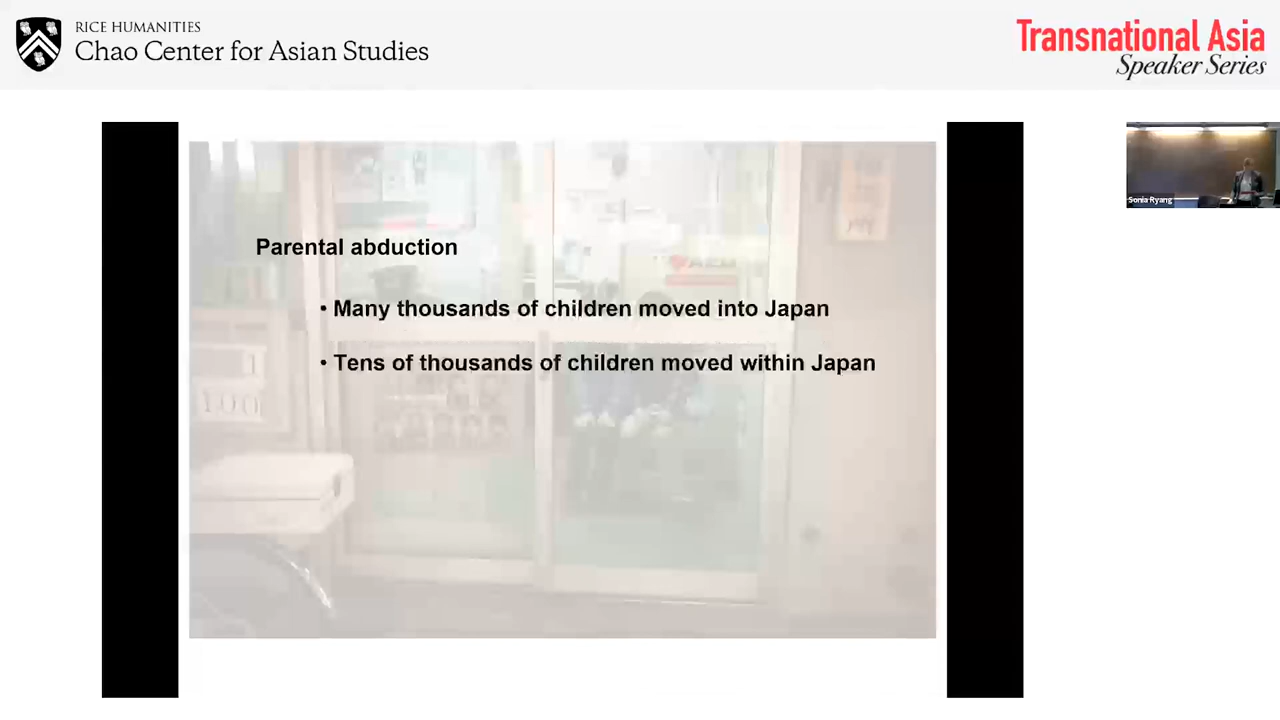 RICE HUMANITIES
Chao Center for Asian Studies
Transnational Asia
Speaker Series
Parental abduction
• Many thousands of children moved into Japan
• Tens of thousands of children moved within Japan
100
Sonia Ryang